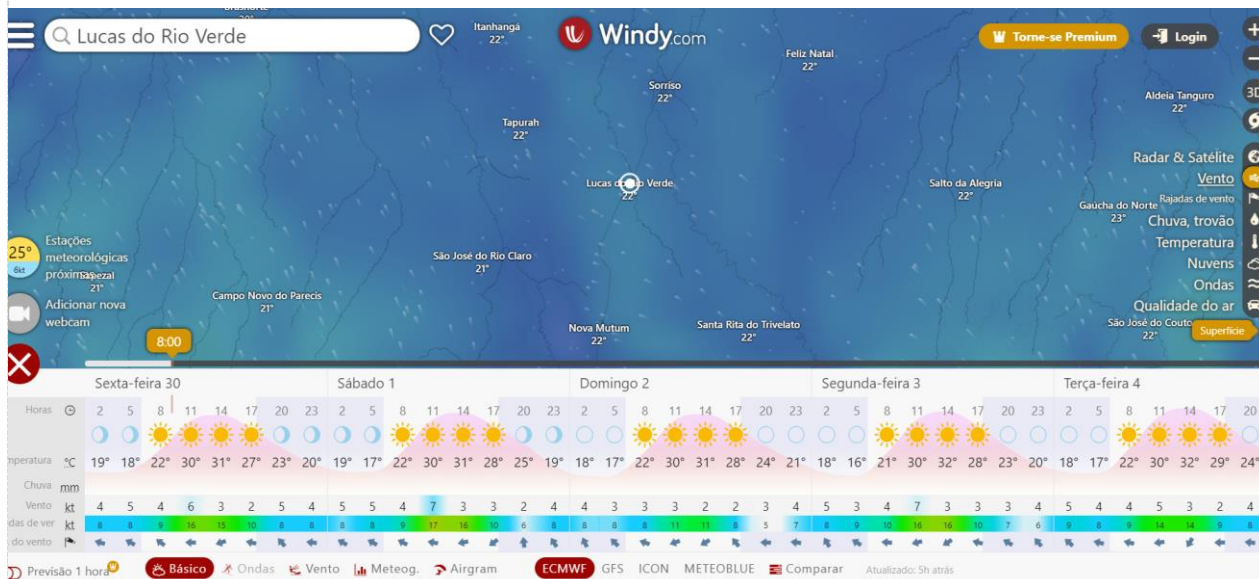 Lucas do Rio Verde
Windy.com
Torne-se Premium
Login
Itanhangá
22°
Feliz Natal
22°
Sorriso
22°
Aldeia Tanguro
22°
3D
Tapurah
22°
Radar & Satélite
Lucas do Rio Verde
22°
Salto da Alegria
22°
Vento
Rajadas de vento
Gaúcha do Norte
23°
Chuva, trovão
Temperatura
Nuvens
Ondas
Qualidade do ar
Superfície
25°
6kt
Estações
meteorológicas
próximas
Sapezal
21°
São José do Rio Claro
21°
Adicionar nova
webcam
Campo Novo do Parecis
21°
Nova Mutum
22°
Santa Rita do Trivelato
22°
São José do Couto
22°
8:00
Sexta-feira 30 Sábado 1 Domingo 2 Segunda-feira 3 Terça-feira 4
Horas 2 5 8 11 14 17 20 23 2 5 8 11 14 17 20 23 2 5 8 11 14 17 20 23 2 5 8 11 14 17 20 23 2 5 8 11 14 17 20
mperatura °C 19° 18° 22° 30° 31° 27° 23° 20° 19° 17° 22° 30° 31° 28° 25° 19° 18° 17° 22° 30° 31° 28° 24° 21° 18° 16° 21° 30° 32° 28° 23° 20° 18° 17° 22° 30° 32° 29° 24°
Chuva mm
Vento kt 4 5 4 6 3 2 5 4 5 5 4 7 3 3 2 4 4 3 3 3 2 2 3 4 5 3 4 7 3 3 3 4 5 4 4 5 3 2 4
das de ver kt 8 8 9 16 15 10 8 8 8 8 9 17 16 10 6 8 8 8 8 11 11 8 5 7 8 9 10 16 16 10 7 6 9 8 9 14 14 9 8
do vento
Previsão 1 hora Básico Ondas Vento Meteog. Airgram ECMWF GFS ICON METEOBLUE Comparar Atualizado: 5h atrás